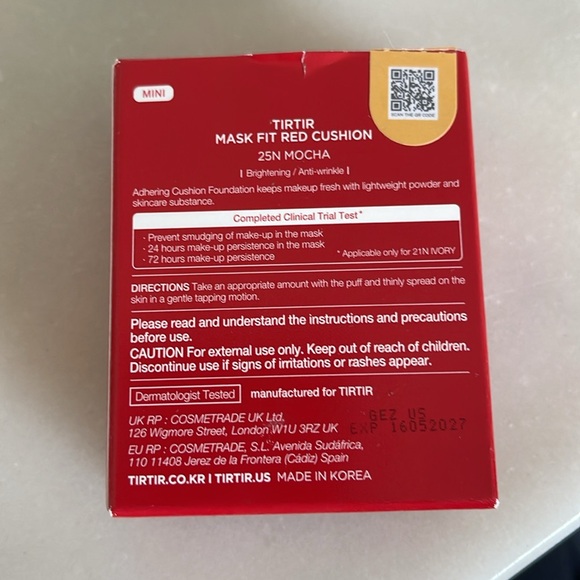 MINI
SCAN THE QR CODE
TIRTIR
MASK FIT RED CUSHION
25N MOCHA
| Brightening / Anti-wrinkle |
Adhering Cushion Foundation keeps makeup fresh with lightweight powder and
skincare substance.
Completed Clinical Trial Test*
· Prevent smudging of make-up in the mask
· 24 hours make-up persistence in the mask
· 72 hours make-up persistence
* Applicable only for 21N IVORY
DIRECTIONS Take an appropriate amount with the puff and thinly spread on the
skin in a gentle tapping motion.
Please read and understand the instructions and precautions
before use.
CAUTION For external use only. Keep out of reach of children.
Discontinue use if signs of irritations or rashes appear.
Dermatologist Tested manufactured for TIRTIR
UK RP : COSMETRADE UK Ltd,
126 Wigmore Street, London W1U 3RZ UK
GEZ US
EXP 16052027
EU RP : COSMETRADE, S.L. Avenida Sudáfrica,
110 11408 Jerez de la Frontera (Cádiz) Spain
TIRTIR.CO.KR | TIRTIR.US MADE IN KOREA